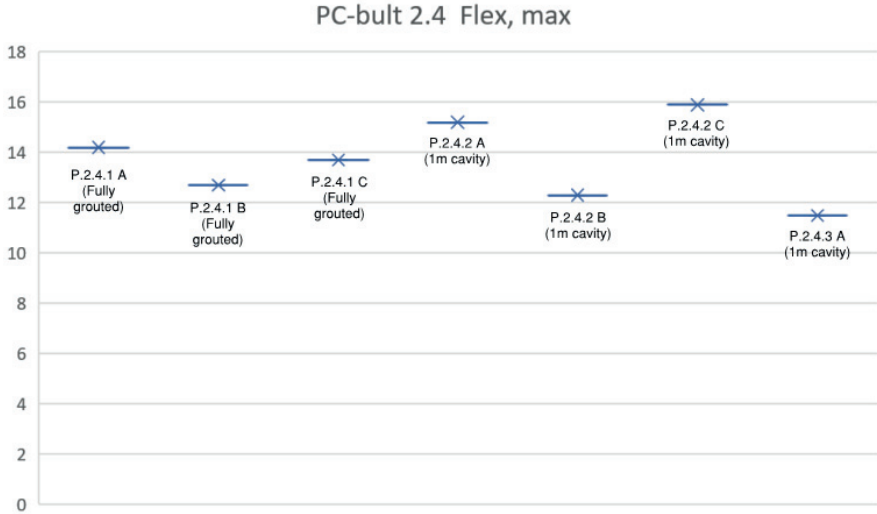 PC-bult 2.4 Flex, max
18
16
14
12
10
8
6
4
2
0
P.2.4.1 A
(Fully
grouted)
P.2.4.1 B
(Fully
grouted)
P.2.4.1 C
(Fully
grouted)
P.2.4.2 A
(1m cavity)
P.2.4.2 B
(1m cavity)
P.2.4.2 C
(1m cavity)
P.2.4.3 A
(1m cavity)